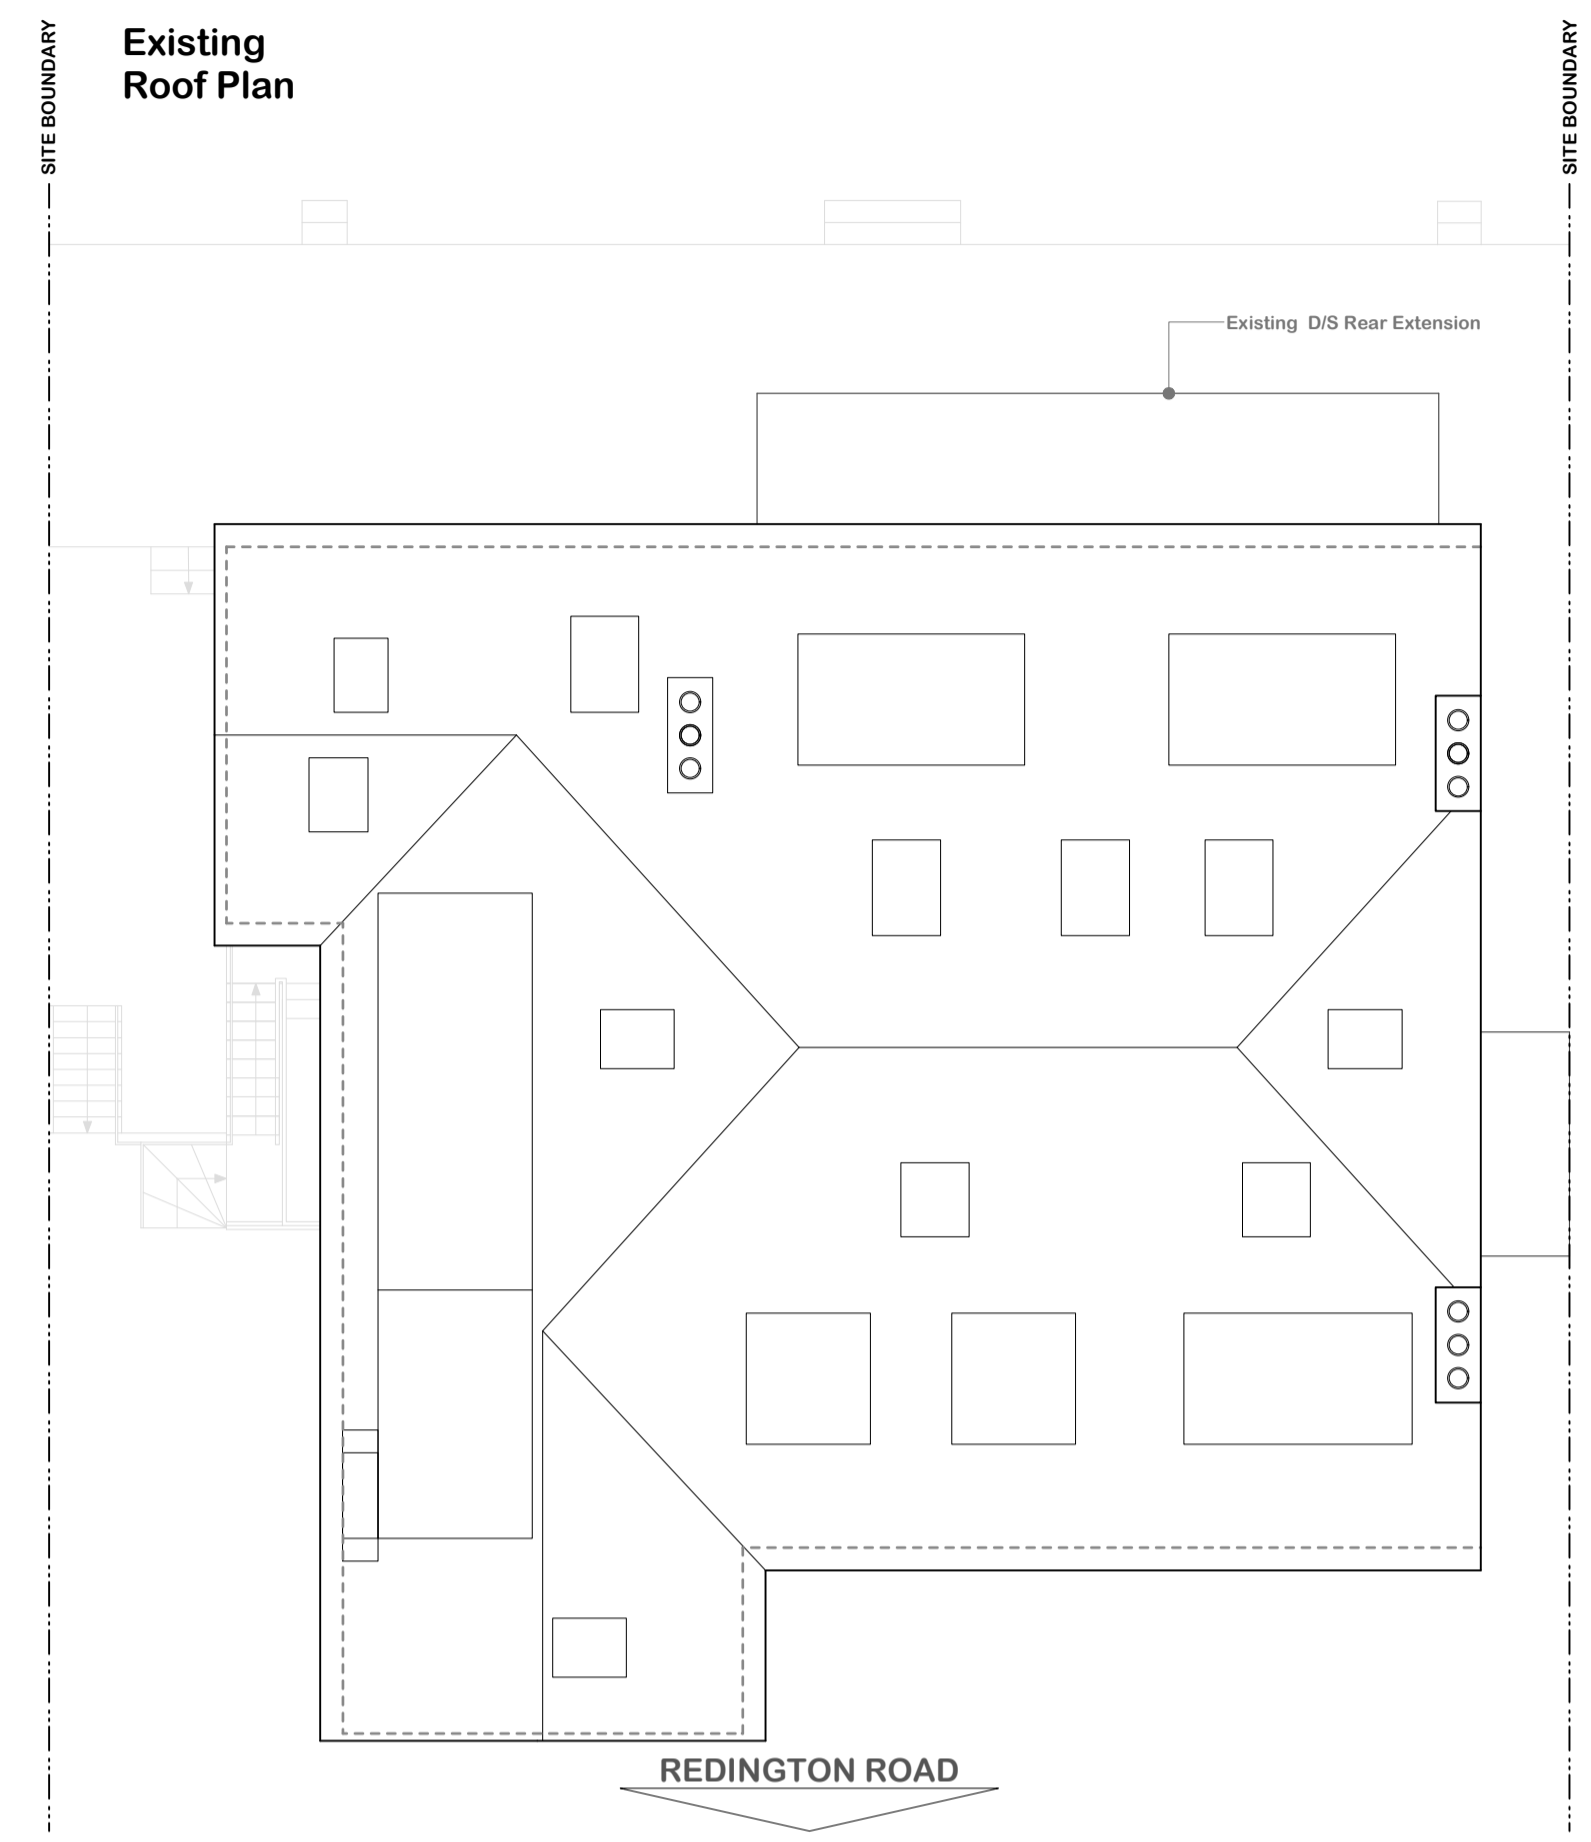 SITE BOUNDARY
Existing
Roof Plan
SITE BOUNDARY
Existing D/S Rear Extension
REDINGTON ROAD